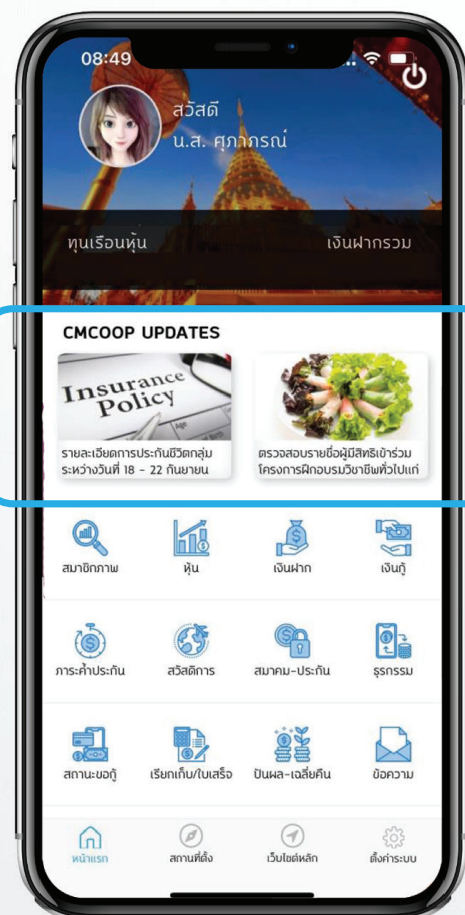 08:49
สวัสดี
น.ส. ศุภาภรณ์
ทุนเรือนหุ้น เงินฝากรวม
CMCOOP UPDATES
Insurance
Policy
Age
รายละเอียดการประกันชีวิตกลุ่ม
ระหว่างวันที่ 18 - 22 กันยายน
ตรวจสอบรายชื่อผู้มีสิทธิเข้าร่วม
โครงการฝึกอบรมวิชาชีพทั่วไปแก่
สมาชิกภาพ หุ้น เงินฝาก เงินกู้
ภาระค้ำประกัน สวัสดิการ สมาคม-ประกัน ธุรกรรม
สถานะขอกู้ เรียกเก็บ/ใบเสร็จ ปันผล-เฉลี่ยคืน ข้อความ
หน้าแรก สถานที่ตั้ง เว็บไซต์หลัก ตั้งค่าระบบ